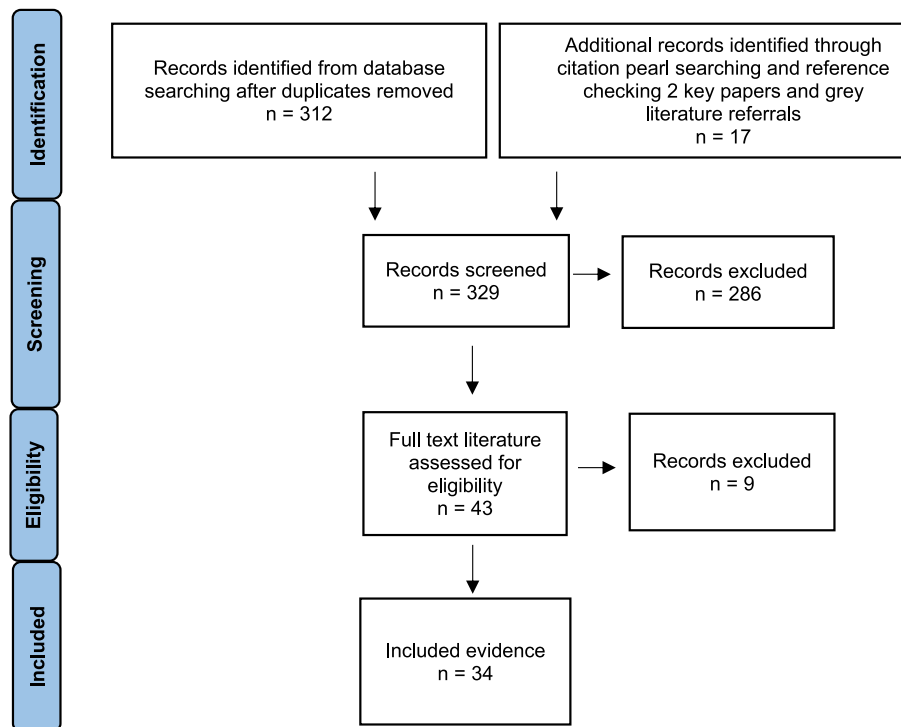 Identification
Records identified from database
searching after duplicates removed
n = 312
Additional records identified through
citation pearl searching and reference
checking 2 key papers and grey
literature referrals
n = 17
Screening
Records screened
n = 329
Records excluded
n = 286
Eligibility
Full text literature
assessed for
eligibility
n = 43
Records excluded
n = 9
Included
Included evidence
n = 34